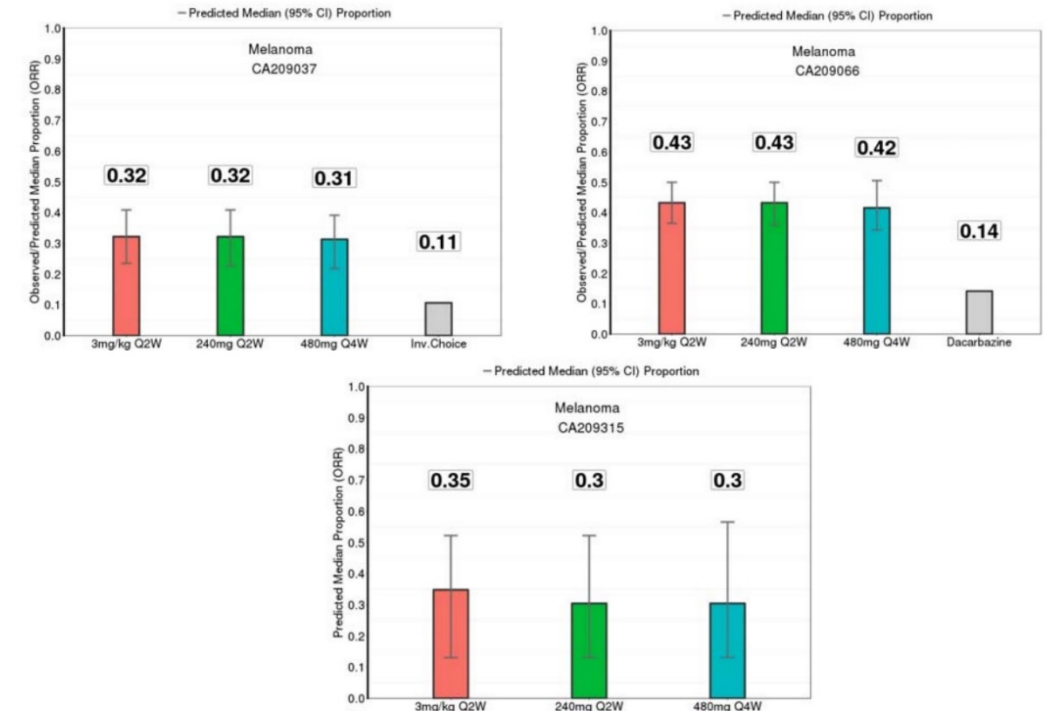 — Predicted Median (95% CI) Proportion
Observed/Predicted Median Proportion (ORR)
1.0
0.9
0.8
0.7
0.6
0.5
0.4
0.3
0.2
0.1
0.0
Melanoma
CA209037
0.32
0.32
0.31
0.11
3mg/kg Q2W 240mg Q2W 480mg Q4W Inv.Choice
— Predicted Median (95% CI) Proportion
Observed/Predicted Median Proportion (ORR)
1.0
0.9
0.8
0.7
0.6
0.5
0.4
0.3
0.2
0.1
0.0
Melanoma
CA209066
0.43
0.43
0.42
0.14
3mg/kg Q2W 240mg Q2W 480mg Q4W Dacarbazine
— Predicted Median (95% CI) Proportion
Predicted Median Proportion (ORR)
1.0
0.9
0.8
0.7
0.6
0.5
0.4
0.3
0.2
0.1
0.0
Melanoma
CA209315
0.35
0.3
0.3
3mg/kg Q2W 240mg Q2W 480mg Q4W